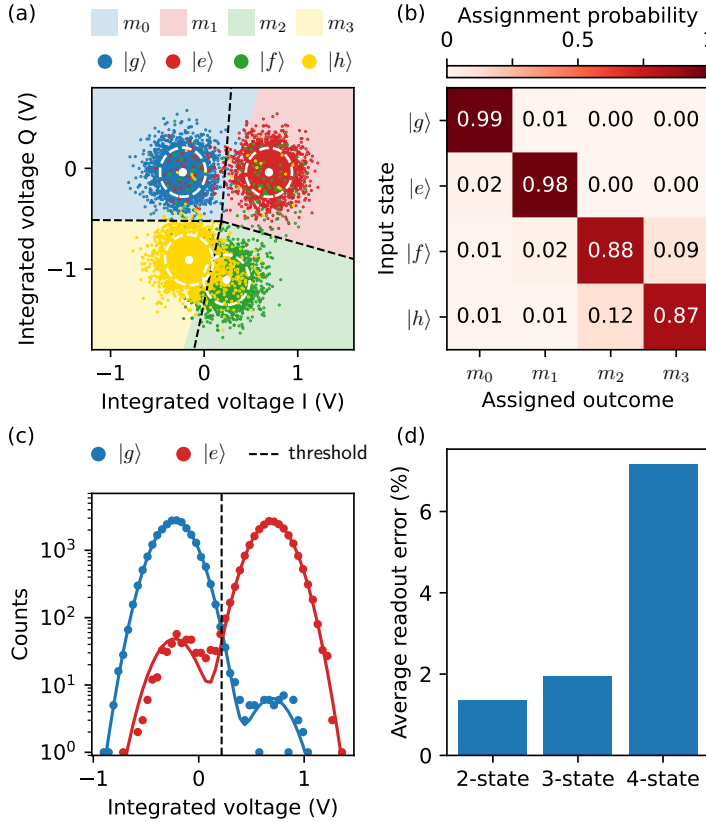 (a)
m₀ m₁ m₂ m₃
|g⟩ |e⟩ |f⟩ |h⟩
Integrated voltage Q (V)
0
−1
−1 0 1
Integrated voltage I (V)
(b)
Assignment probability
0 0.5 1
Input state
|g⟩ 0.99 0.01 0.00 0.00
|e⟩ 0.02 0.98 0.00 0.00
|f⟩ 0.01 0.02 0.88 0.09
|h⟩ 0.01 0.01 0.12 0.87
m₀ m₁ m₂ m₃
Assigned outcome
(c)
|g⟩ |e⟩ threshold
Counts
10³
10²
10¹
10⁰
−1 0 1
Integrated voltage (V)
(d)
Average readout error (%)
6
4
2
0
2-state 3-state 4-state